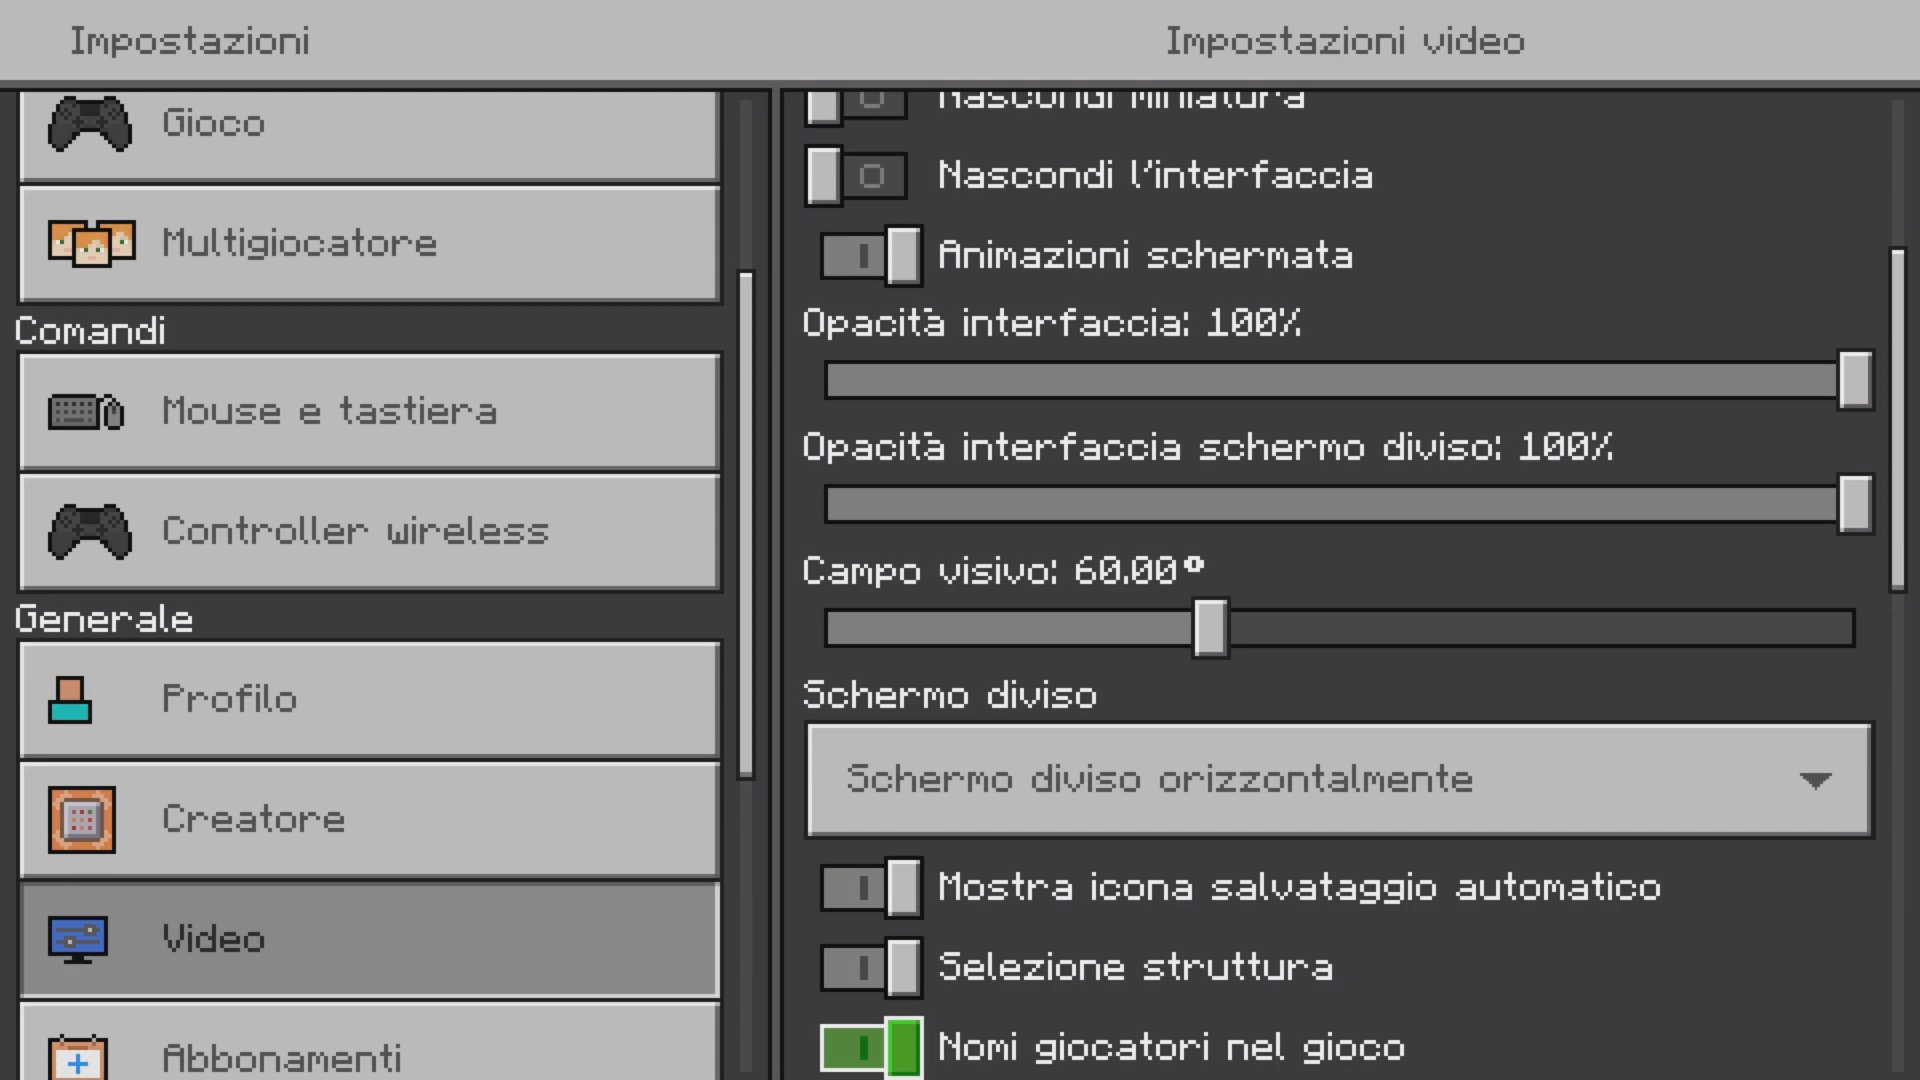 Impostazioni
Impostazioni video
Gioco
Multigiocatore
Comandi
Mouse e tastiera
Controller wireless
Generale
Profilo
Creatore
Video
Abbonamenti
Nascondi miniatura
Nascondi l'interfaccia
Animazioni schermata
Opacità interfaccia: 100%
Opacità interfaccia schermo diviso: 100%
Campo visivo: 60.00°
Schermo diviso
Schermo diviso orizzontalmente
Mostra icona salvataggio automatico
Selezione struttura
Nomi giocatori nel gioco